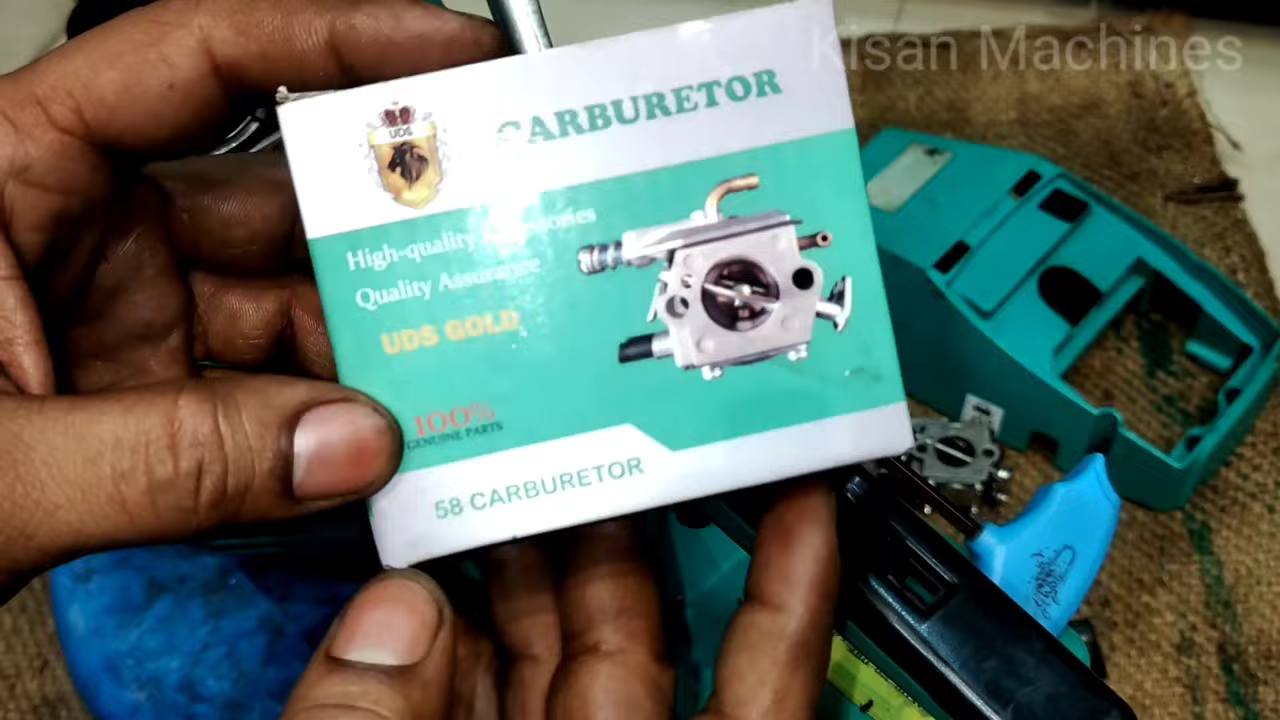 Kisan Machines
UDS
CARBURETOR
High-quality
Quality Assurance
UDS GOLD
100%
GENUINE PARTS
58 CARBURETOR